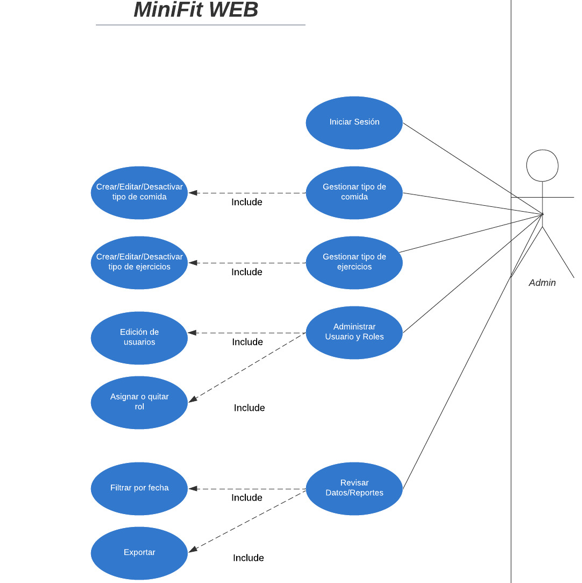 MiniFit WEB
Iniciar Sesión
Crear/Editar/Desactivar
tipo de comida
Include
Gestionar tipo de
comida
Crear/Editar/Desactivar
tipo de ejercicios
Include
Gestionar tipo de
ejercicios
Admin
Edición de
usuarios
Include
Administrar
Usuario y Roles
Asignar o quitar
rol
Include
Filtrar por fecha
Include
Revisar
Datos/Reportes
Exportar
Include